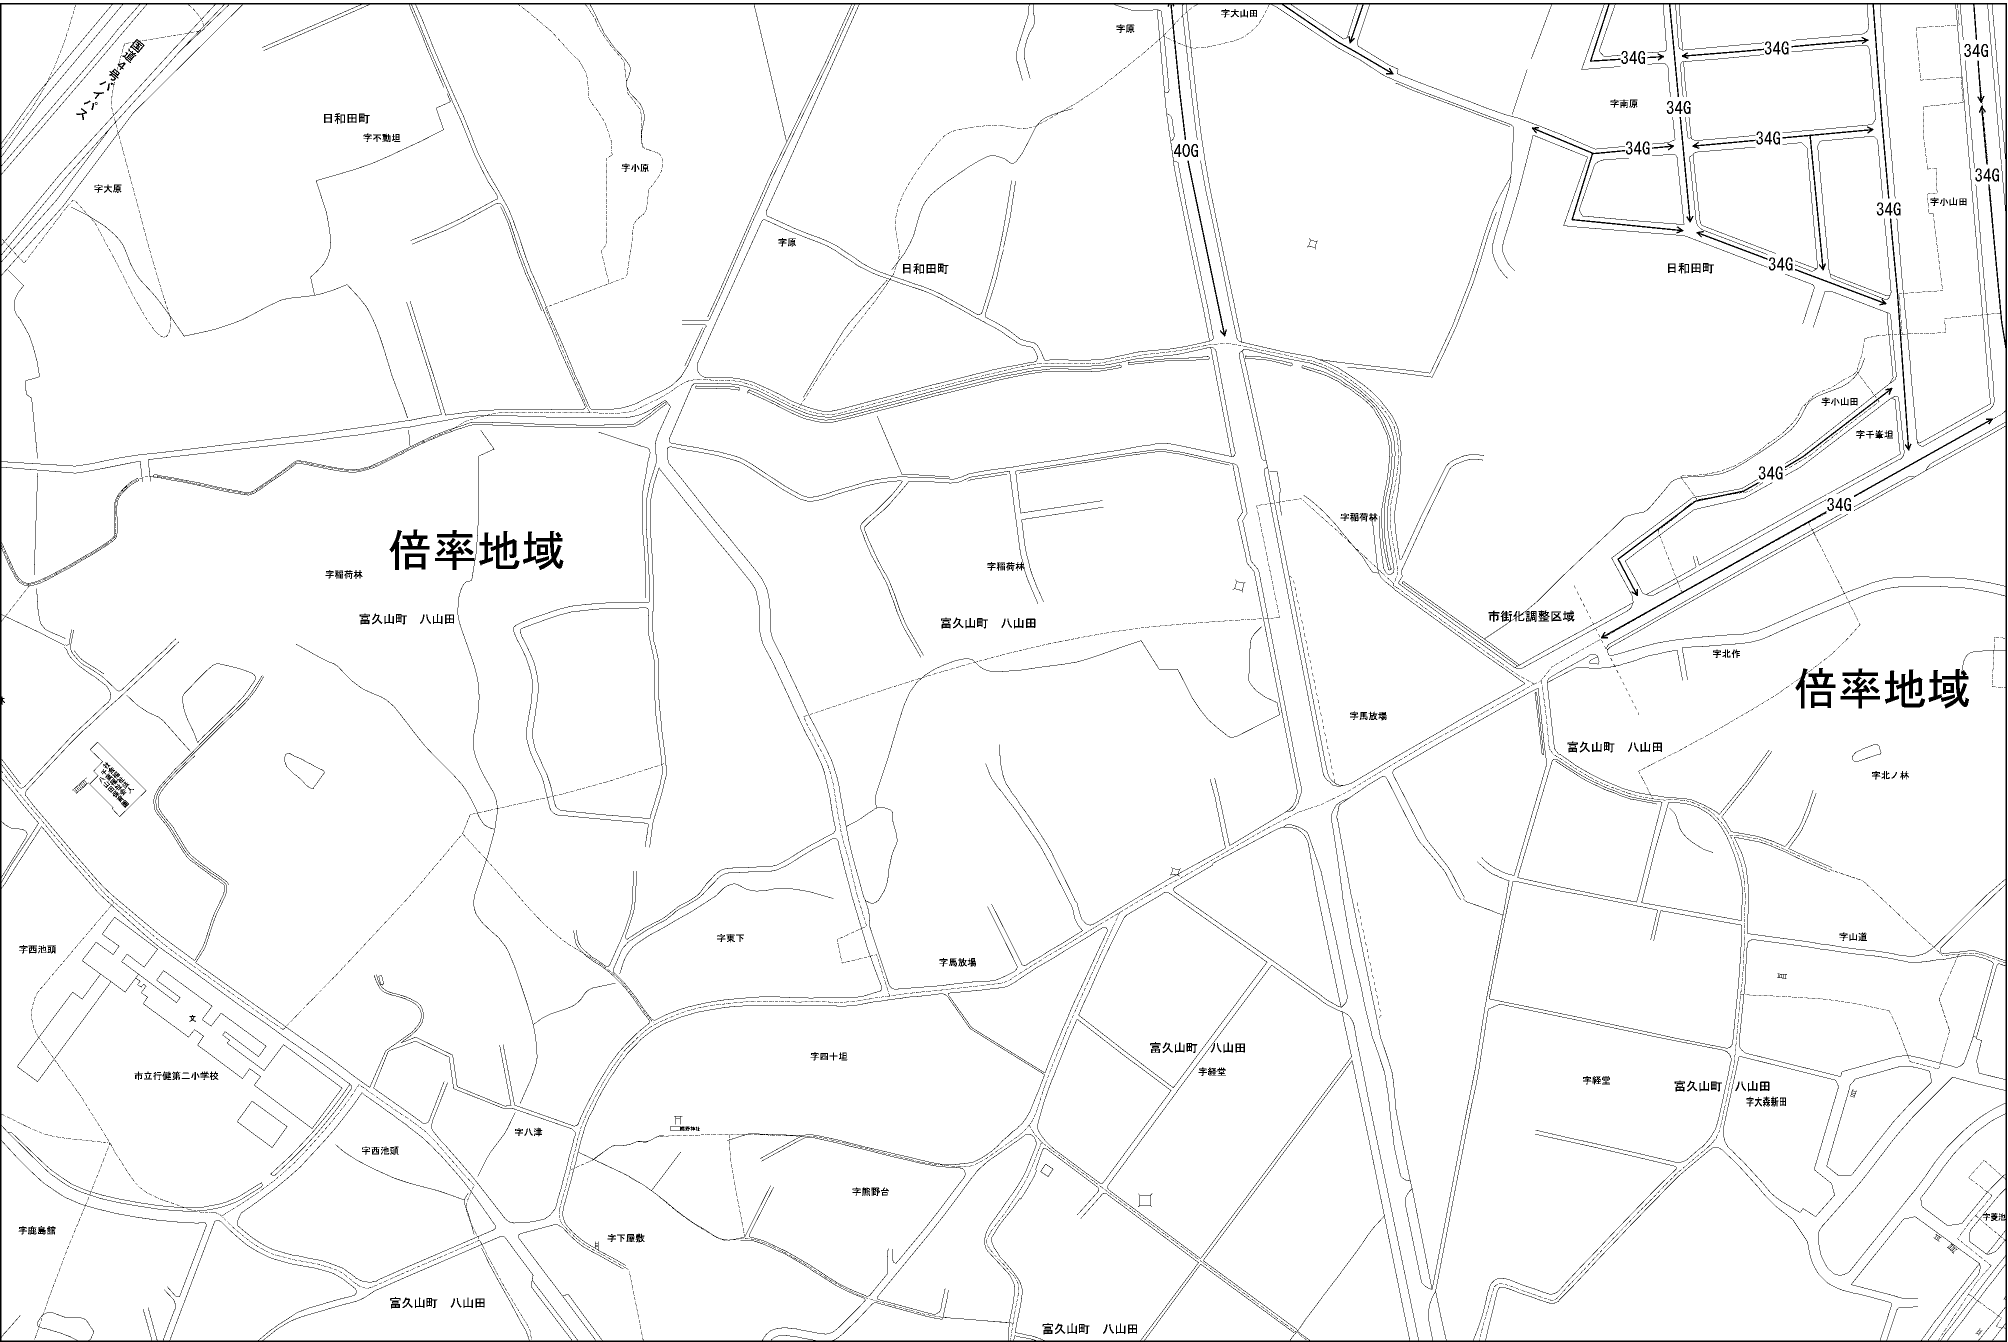 字原
字大山田
国道4号バイパス
34G
34G
34G
日和田町
字不動坦
字南原
34G
40G
34G
34G
字小原
34G
字大原
字小山田
34G
字原
日和田町
34G
日和田町
字小山田
字千峯坦
34G
34G
字稲荷林
倍率地域
字稲荷林
字稲荷林
富久山町 八山田
富久山町 八山田
市街化調整区域
字北作
倍率地域
林
字馬放場
富久山町 八山田
字北ノ林
字東下
字山道
字西池頭
字馬放場
文
富久山町 八山田
字四十坦
字経堂
市立行健第二小学校
字経堂
富久山町 八山田
字大森新田
熊野神社
字八津
字西池頭
字熊野台
字菱池
字鹿島館
字下屋敷
富久山町 八山田
富久山町 八山田